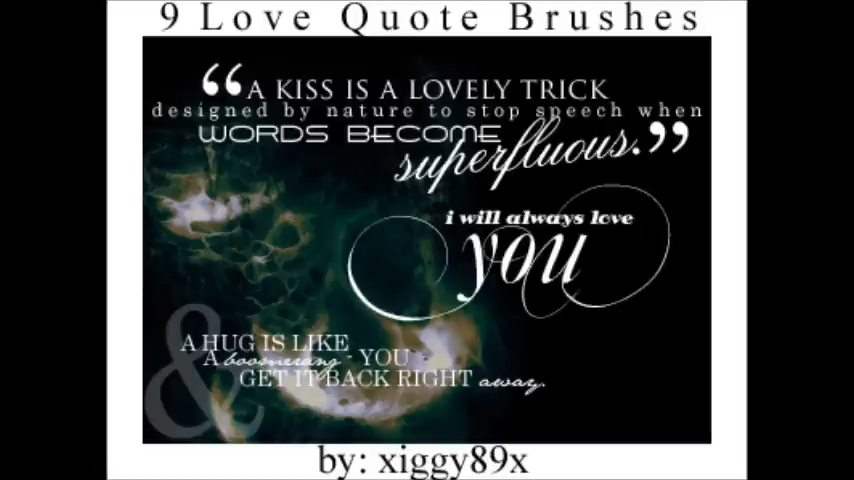 9 Love Quote Brushes
“A KISS IS A LOVELY TRICK
designed by nature to stop speech when
WORDS BECOME
superfluous.”
i will always love
you
&
A HUG IS LIKE
A boomerang - YOU
GET IT BACK RIGHT away.
by: xiggy89x